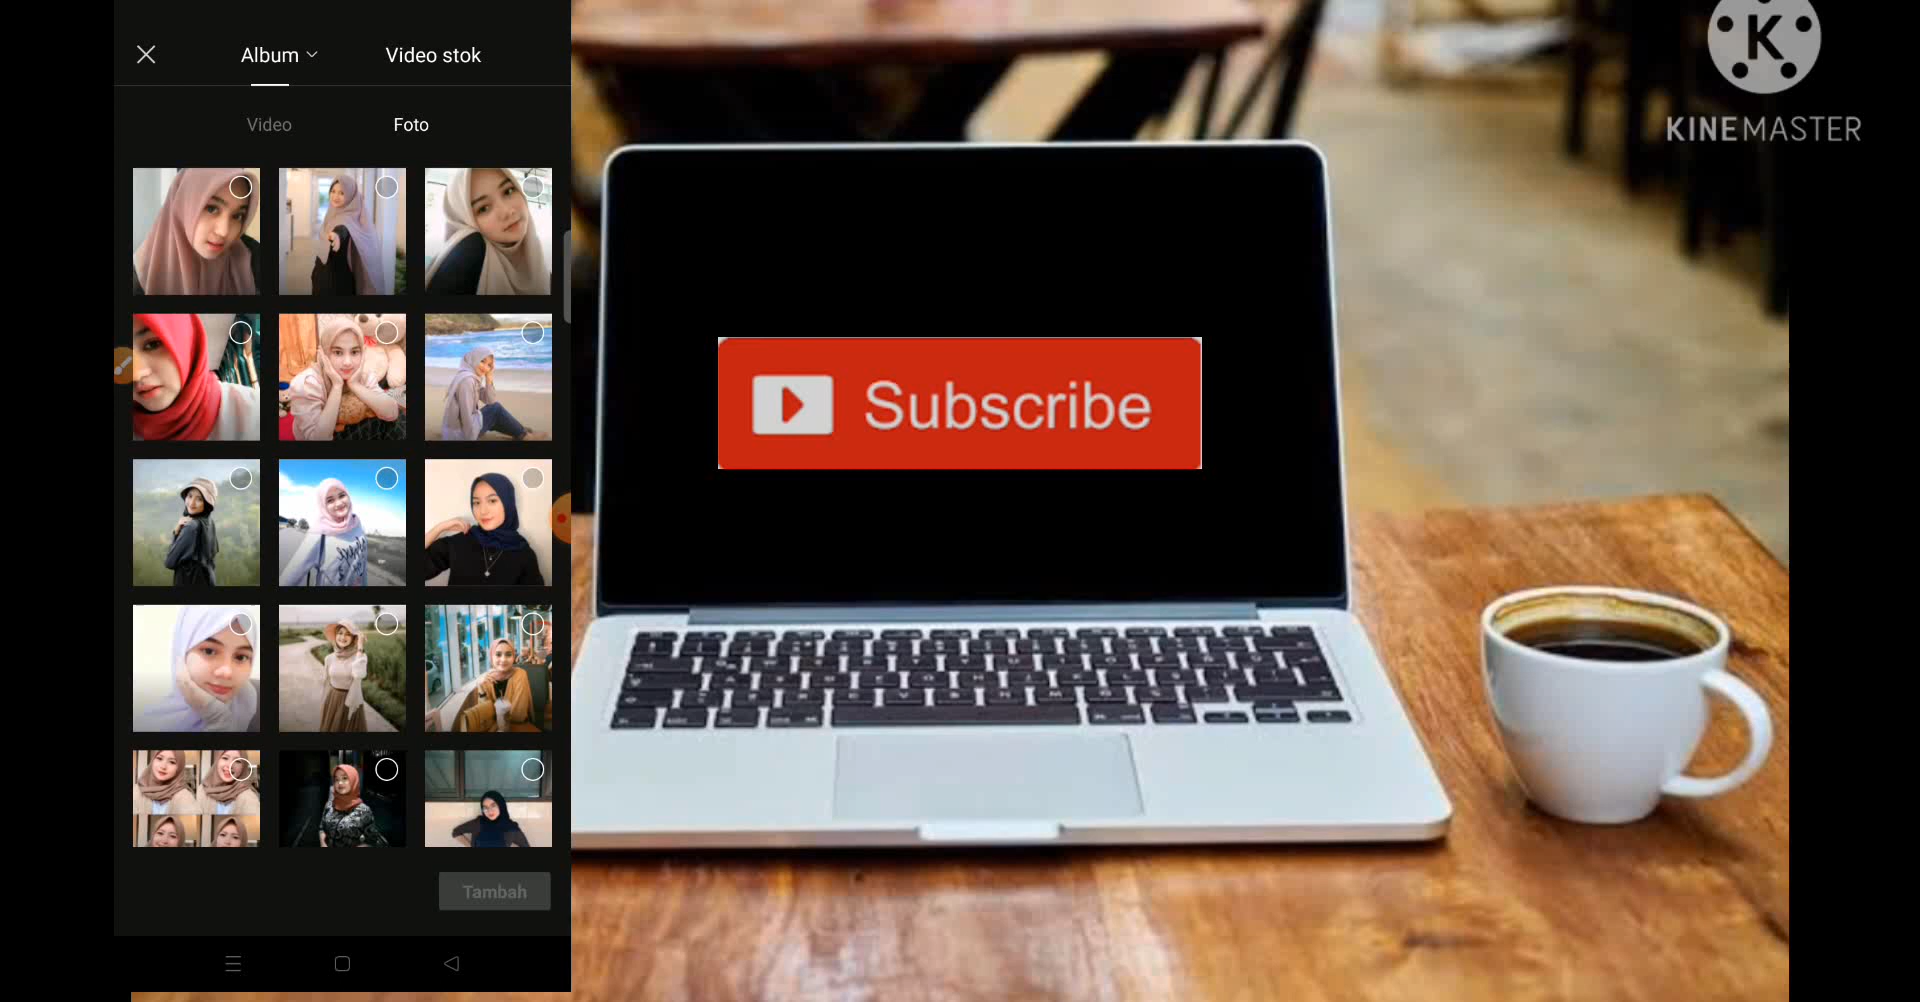 Album
Video stok
Video
Foto
Tambah
Subscribe
K
KINEMASTER